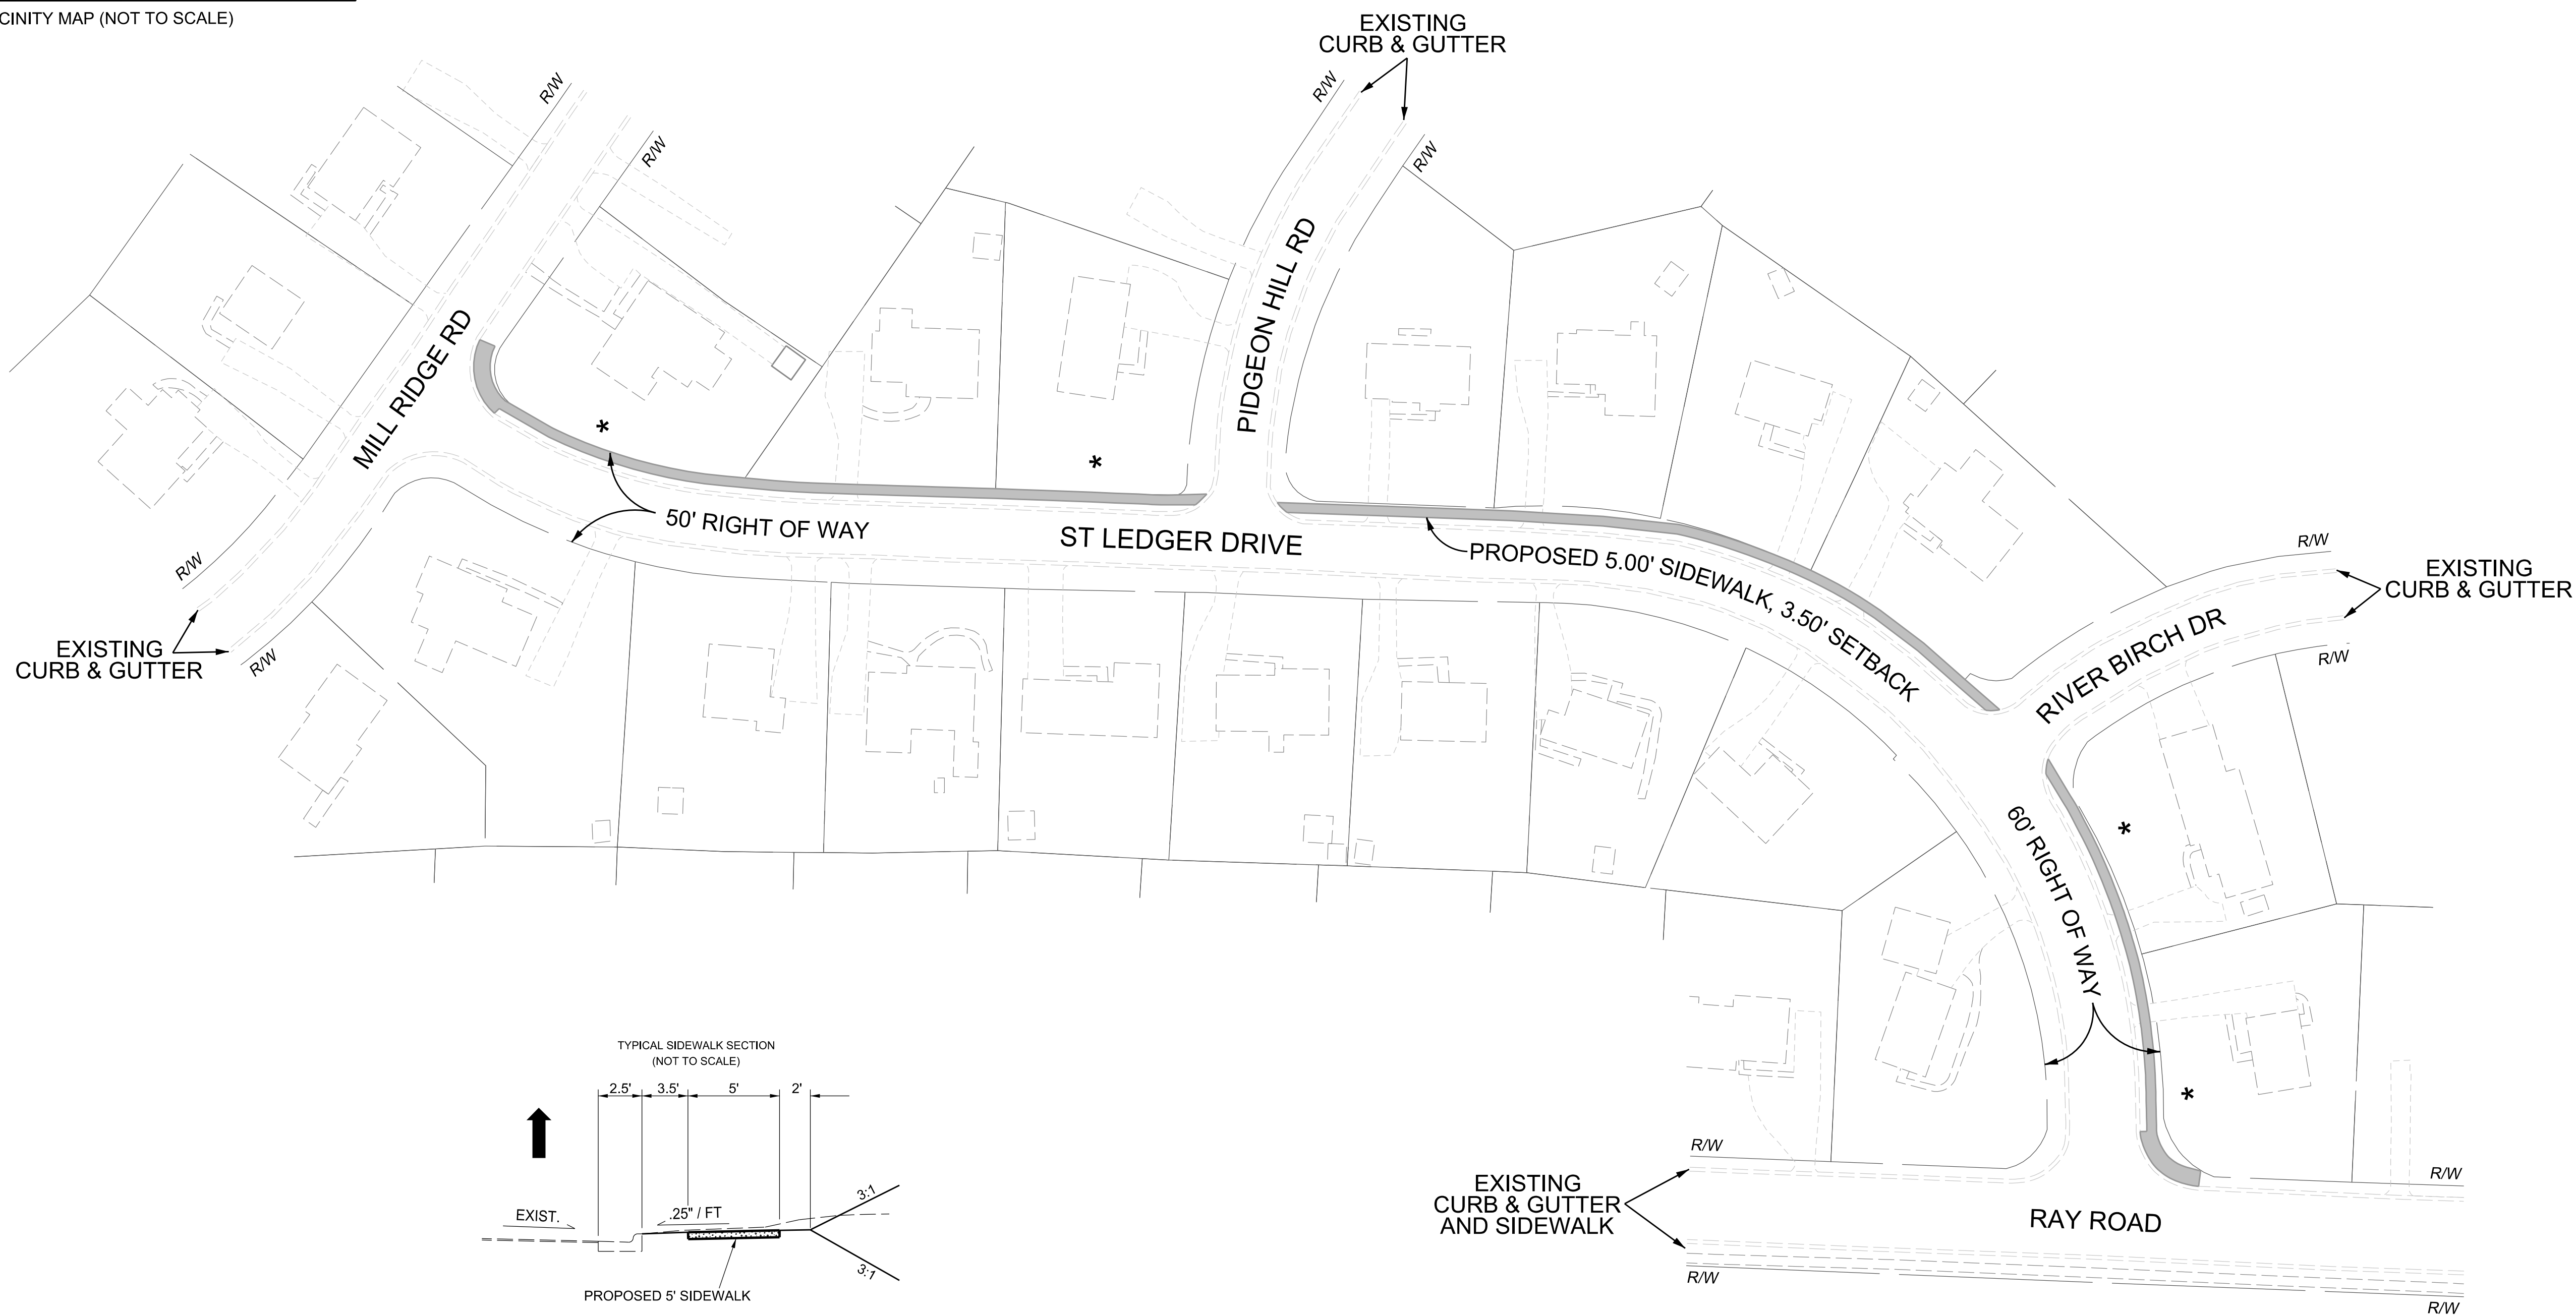 CINITY MAP (NOT TO SCALE)
EXISTING
CURB & GUTTER
R/W
R/W
R/W
R/W
MILL RIDGE RD
PIDGEON HILL RD
*
*
50' RIGHT OF WAY
ST LEDGER DRIVE
PROPOSED 5.00' SIDEWALK, 3.50' SETBACK
R/W
R/W
EXISTING
CURB & GUTTER
RIVER BIRCH DR
R/W
R/W
EXISTING
CURB & GUTTER
*
60' RIGHT OF WAY
*
TYPICAL SIDEWALK SECTION
(NOT TO SCALE)
2.5' 3.5' 5' 2'
EXIST.
.25" / FT
3:1
3:1
PROPOSED 5' SIDEWALK
R/W
R/W
EXISTING
CURB & GUTTER
AND SIDEWALK
RAY ROAD
R/W
R/W